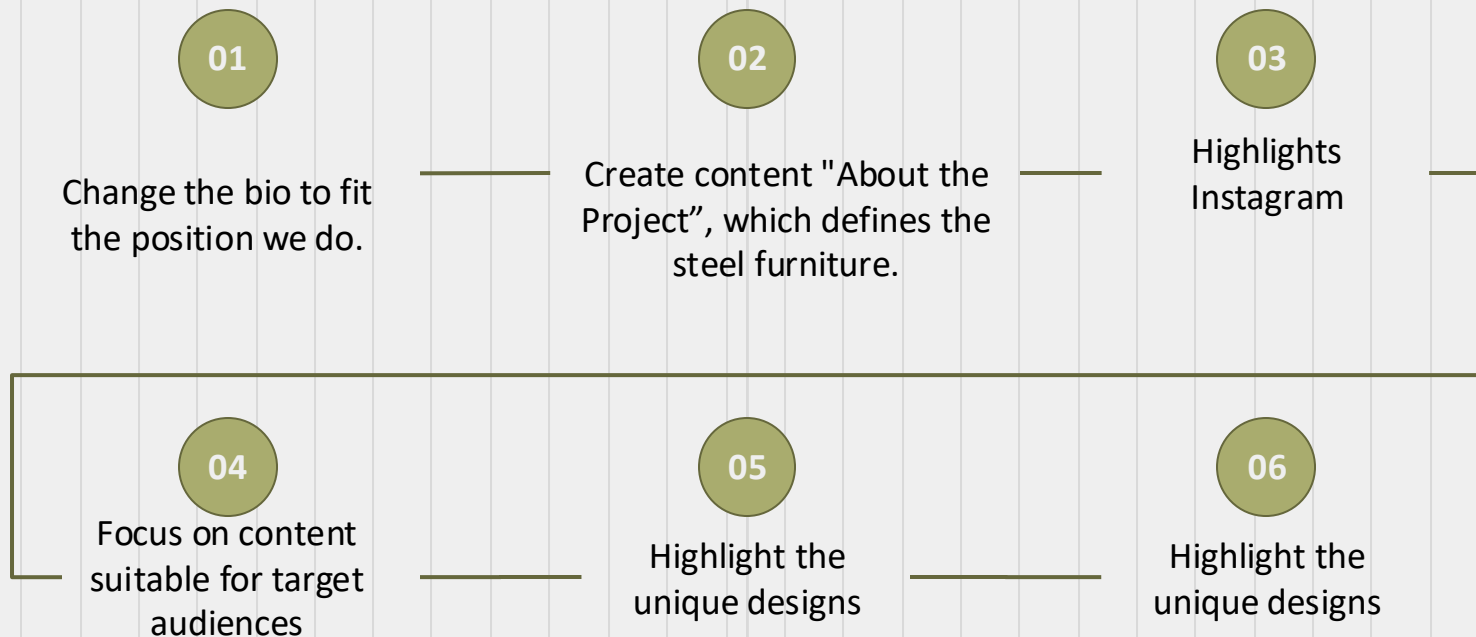 01
Change the bio to fit
the position we do.
02
Create content "About the
Project”, which defines the
steel furniture.
03
Highlights
Instagram
04
Focus on content
suitable for target
audiences
05
Highlight the
unique designs
06
Highlight the
unique designs